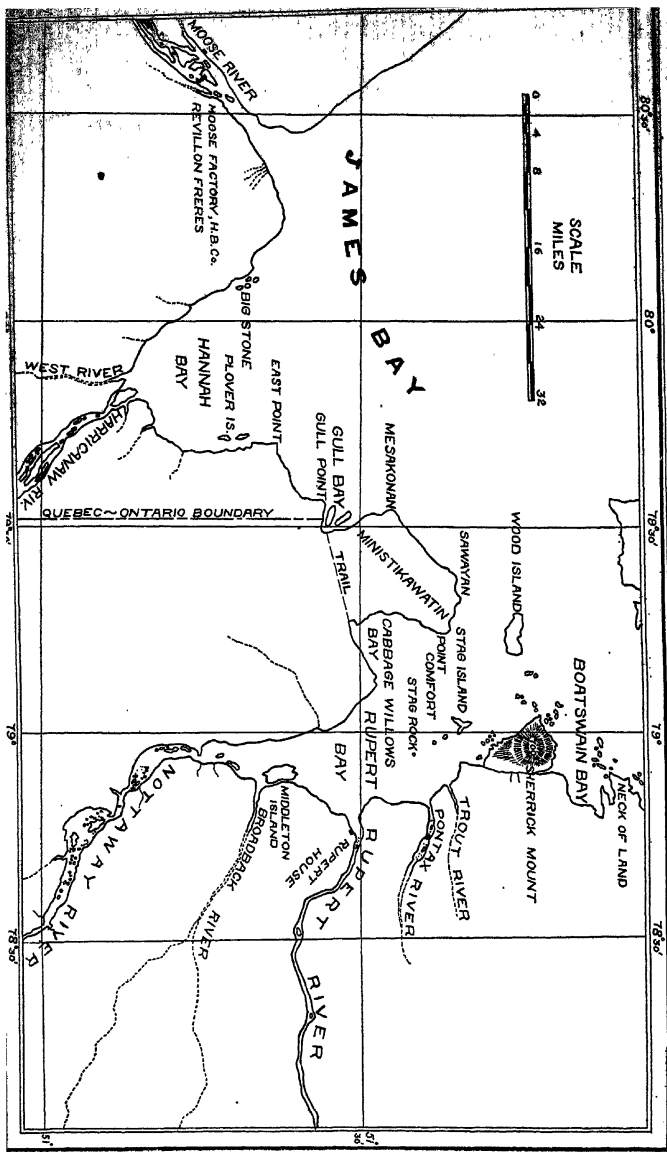 80°30'
80°
79°30'
79°
78°30'
SCALE
MILES
0 4 8 16 24 32
JAMES BAY
MOOSE RIVER
MOOSE FACTORY, H.B.Co.
REVILLON FRERES
BIG STONE
PLOVER IS.
HANNAH
BAY
EAST POINT
WEST RIVER
HARRICANAW RIV.
GULL BAY
GULL POINT
MESAKONAN
MINISTIKAWATIN
SAWAYAN
TRAIL
QUEBEC~ONTARIO BOUNDARY
WOOD ISLAND
STAG ISLAND
POINT
COMFORT
STAG ROCK
CABBAGE WILLOWS
BAY
RUPERT
BAY
BOATSWAIN BAY
NECK OF LAND
SHERRICK MOUNT
TROUT RIVER
PONTAX RIVER
RUPERT
HOUSE
RUPERT RIVER
MIDDLETON
ISLAND
BROADBACK RIVER
NOTTAWAY RIVER
51°
30'
51°
79°
78°30'